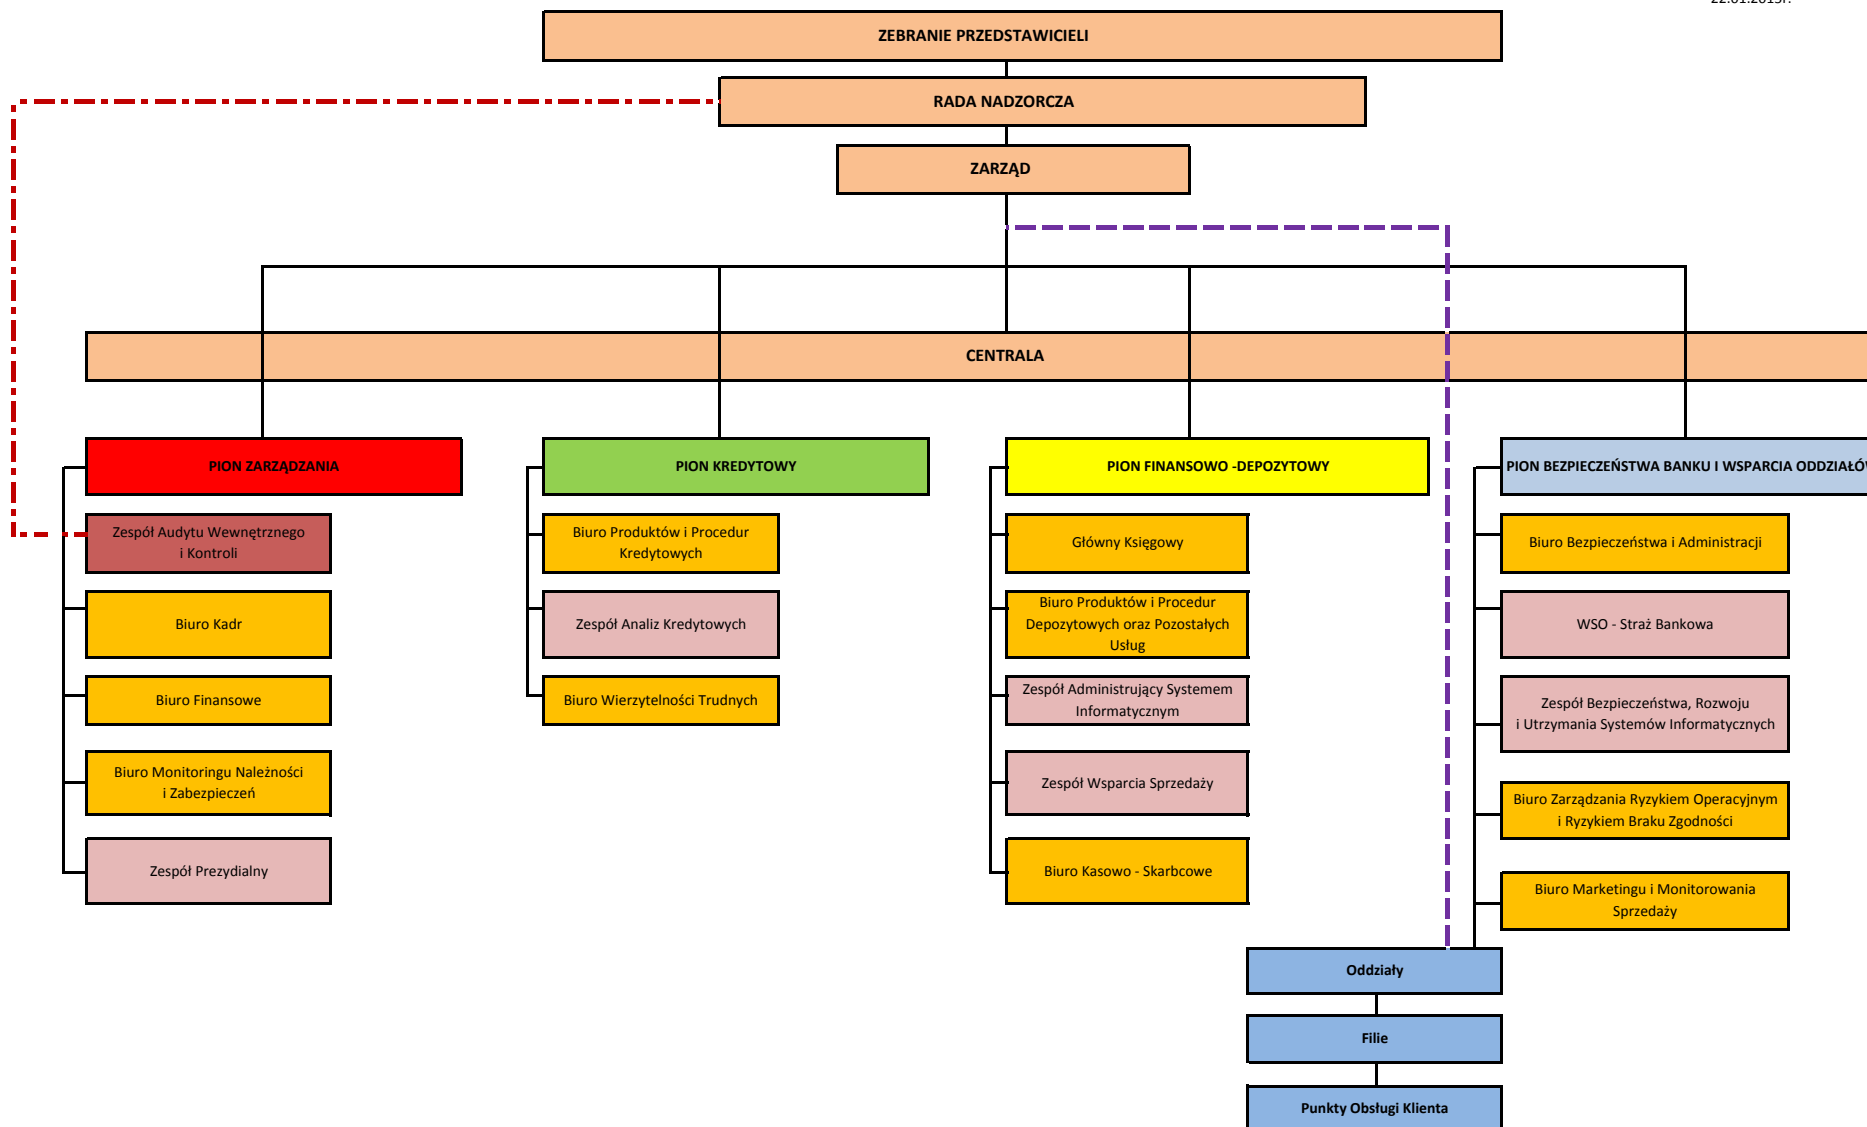 ZEBRANIE PRZEDSTAWICIELI
RADA NADZORCZA
ZARZĄD
CENTRALA
PION ZARZĄDZANIA
Zespół Audytu Wewnętrznego
i Kontroli
Biuro Kadr
Biuro Finansowe
Biuro Monitoringu Należności
i Zabezpieczeń
Zespół Prezydialny
PION KREDYTOWY
Biuro Produktów i Procedur
Kredytowych
Zespół Analiz Kredytowych
Biuro Wierzytelności Trudnych
PION FINANSOWO -DEPOZYTOWY
Główny Księgowy
Biuro Produktów i Procedur
Depozytowych oraz Pozostałych
Usług
Zespół Administrujący Systemem
Informatycznym
Zespół Wsparcia Sprzedaży
Biuro Kasowo - Skarbcowe
PION BEZPIECZEŃSTWA BANKU I WSPARCIA ODDZIAŁÓW
Biuro Bezpieczeństwa i Administracji
WSO - Straż Bankowa
Zespół Bezpieczeństwa, Rozwoju
i Utrzymania Systemów Informatycznych
Biuro Zarządzania Ryzykiem Operacyjnym
i Ryzykiem Braku Zgodności
Biuro Marketingu i Monitorowania
Sprzedaży
Oddziały
Filie
Punkty Obsługi Klienta